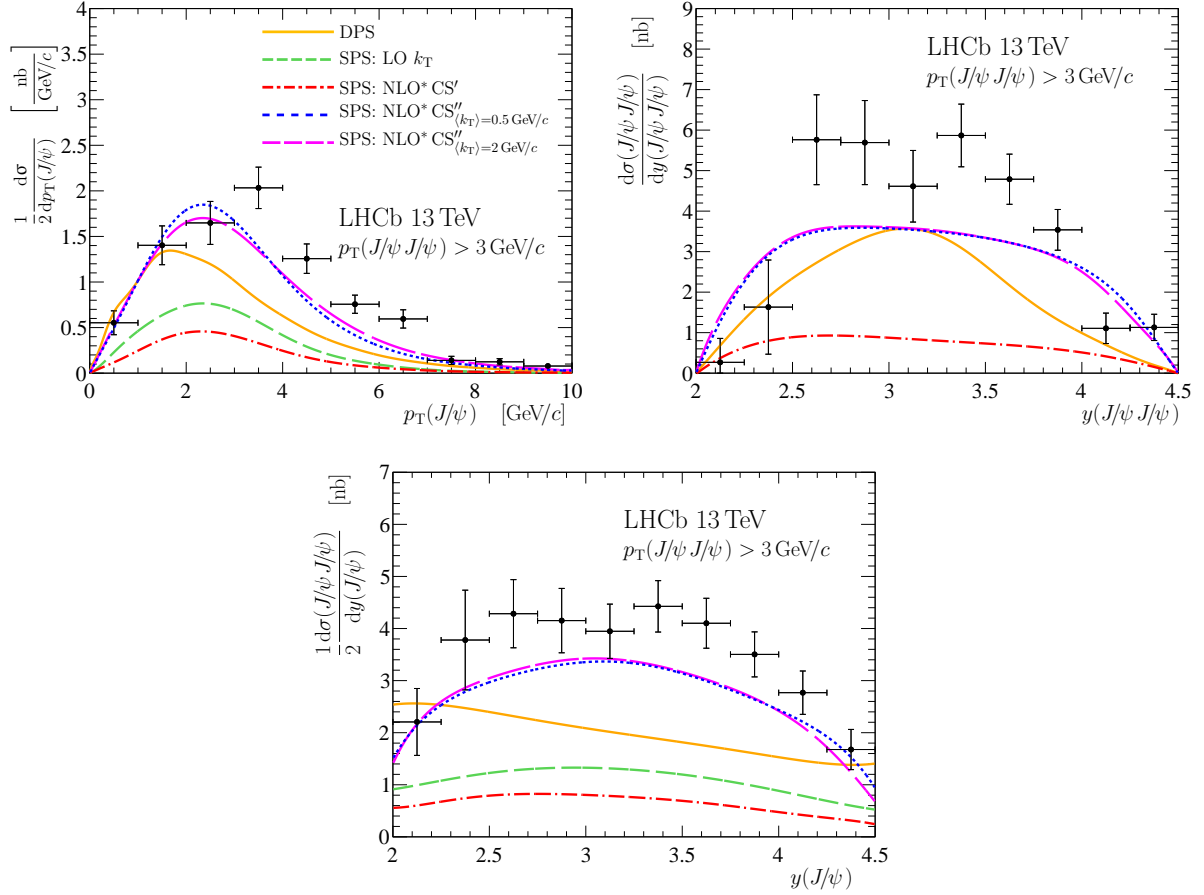 4
3.5
3
2.5
2
1.5
1
0.5
0
0 2 4 6 8 10
1/2 dσ/dpT(J/ψ) [nb/GeV/c]
pT(J/ψ) [GeV/c]
DPS
SPS: LO kT
SPS: NLO* CS′
SPS: NLO* CS″⟨kT⟩=0.5 GeV/c
SPS: NLO* CS″⟨kT⟩=2 GeV/c
LHCb 13 TeV
pT(J/ψ J/ψ) > 3 GeV/c
9
8
7
6
5
4
3
2
1
0
2 2.5 3 3.5 4 4.5
dσ(J/ψ J/ψ)/dy(J/ψ J/ψ) [nb]
y(J/ψ J/ψ)
LHCb 13 TeV
pT(J/ψ J/ψ) > 3 GeV/c
7
6
5
4
3
2
1
0
2 2.5 3 3.5 4 4.5
1/2 dσ(J/ψ J/ψ)/dy(J/ψ) [nb]
y(J/ψ)
LHCb 13 TeV
pT(J/ψ J/ψ) > 3 GeV/c